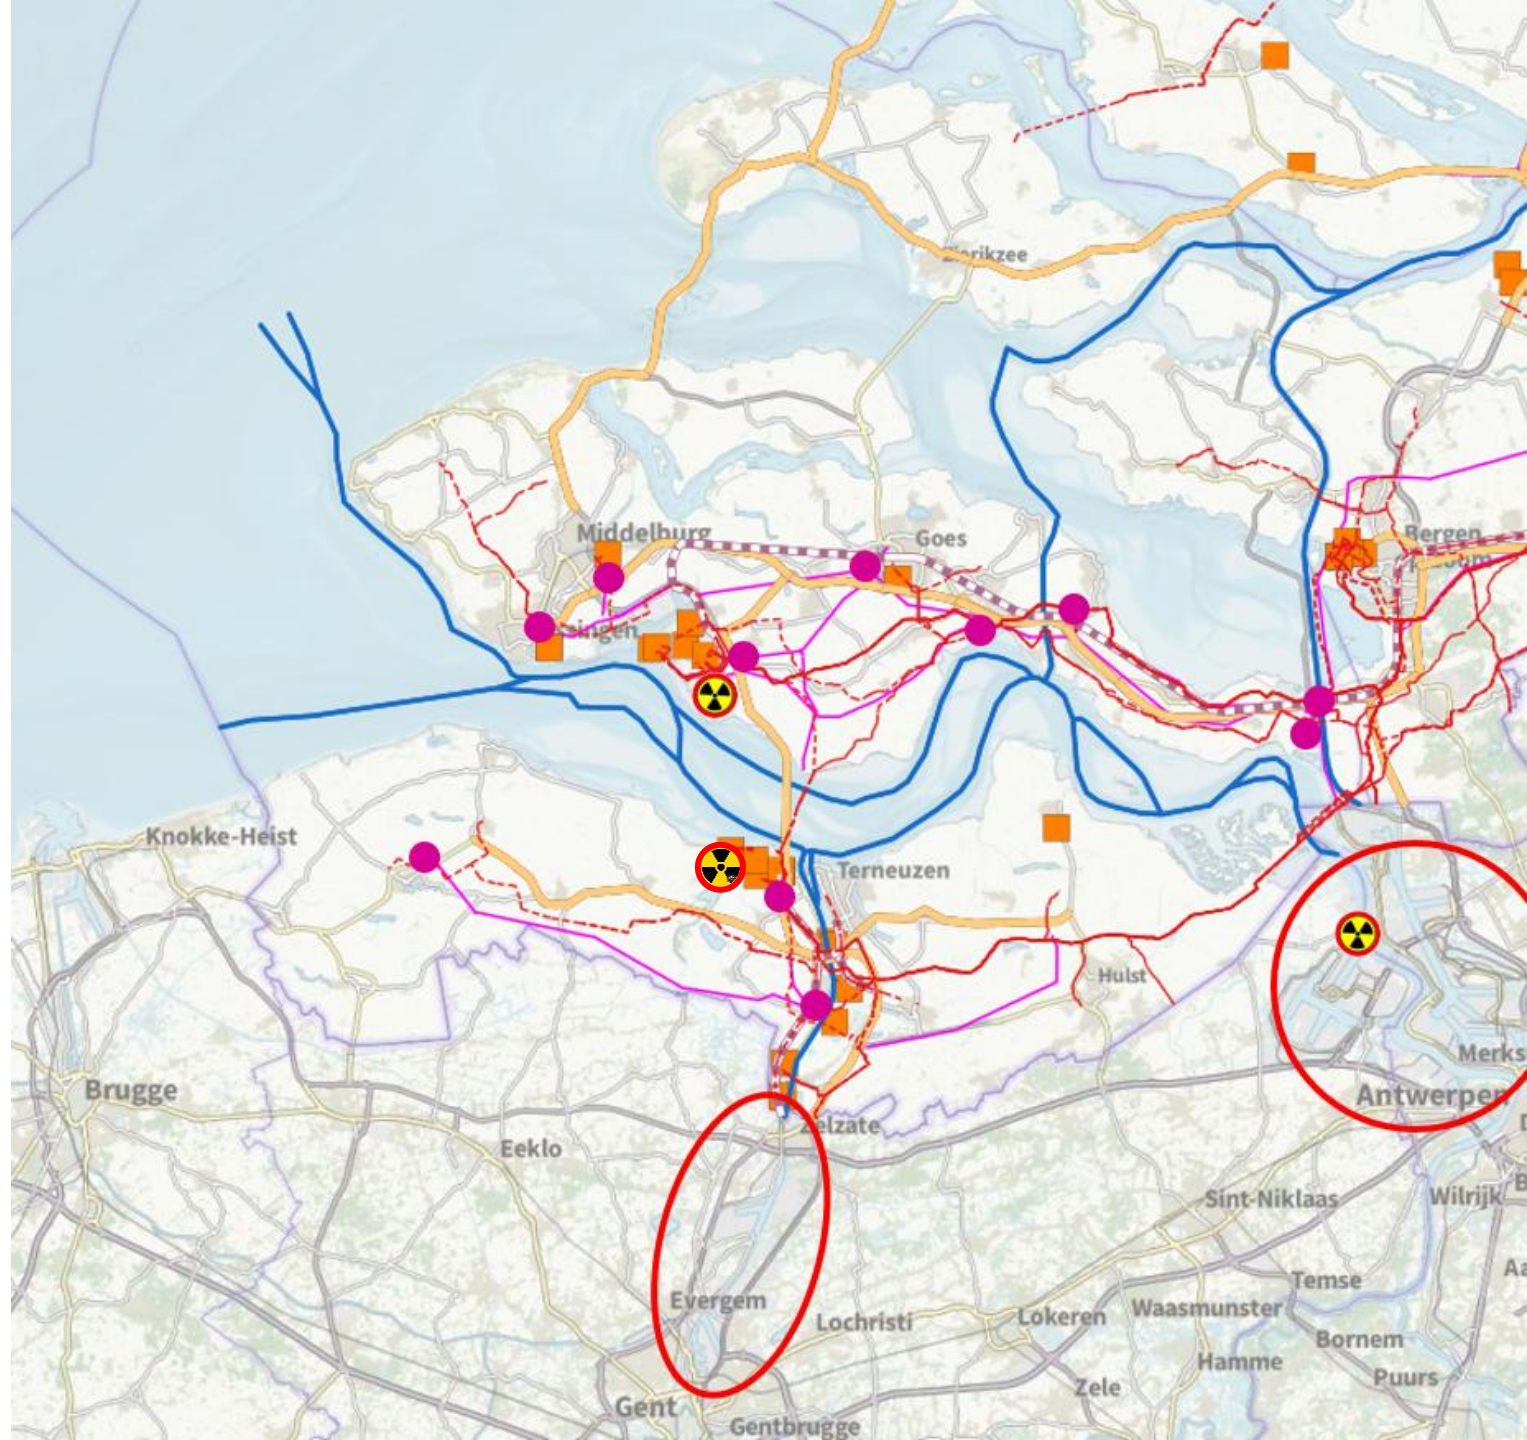 Zierikzee
Middelburg
Goes
Bergen
Knokke-Heist
Terneuzen
Hulst
Merks
Brugge
Antwerpen
Zelzate
Eeklo
Sint-Niklaas
Wilrijk
Temse
Evergem
Lochristi
Lokeren
Waasmunster
Bornem
Hamme
Puurs
Zele
Gent
Gentbrugge